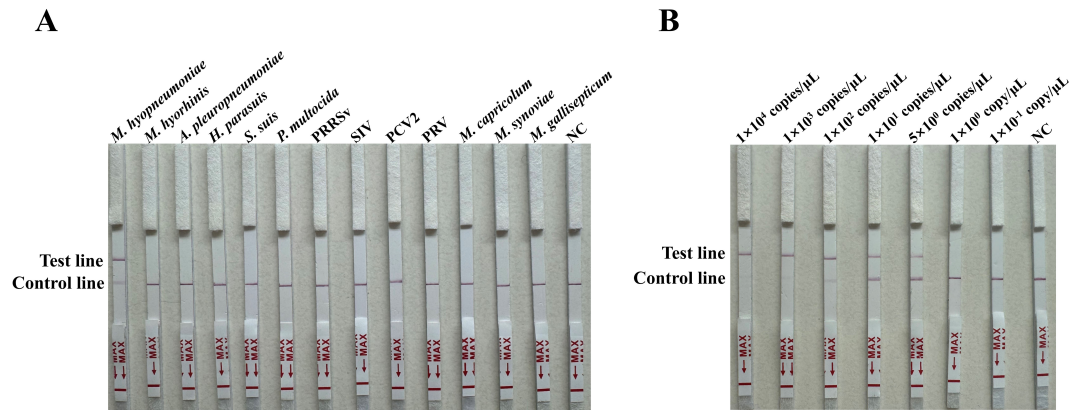 A
M. hyopneumoniae
M. hyorhinis
A. pleuropneumoniae
H. parasuis
S. suis
P. multocida
PRRSv
SIV
PCV2
PRV
M. capricolum
M. synoviae
M. gallisepticum
NC
Test line
Control line
MAX
MAX
MAX
MAX
MAX
MAX
MAX
MAX
MAX
MAX
MAX
MAX
MAX
MAX
B
1×10⁴ copies/μL
1×10³ copies/μL
1×10² copies/μL
1×10¹ copies/μL
5×10⁰ copies/μL
1×10⁰ copy/μL
1×10⁻¹ copy/μL
NC
Test line
Control line
MAX
MAX
MAX
MAX
MAX
MAX
MAX
MAX